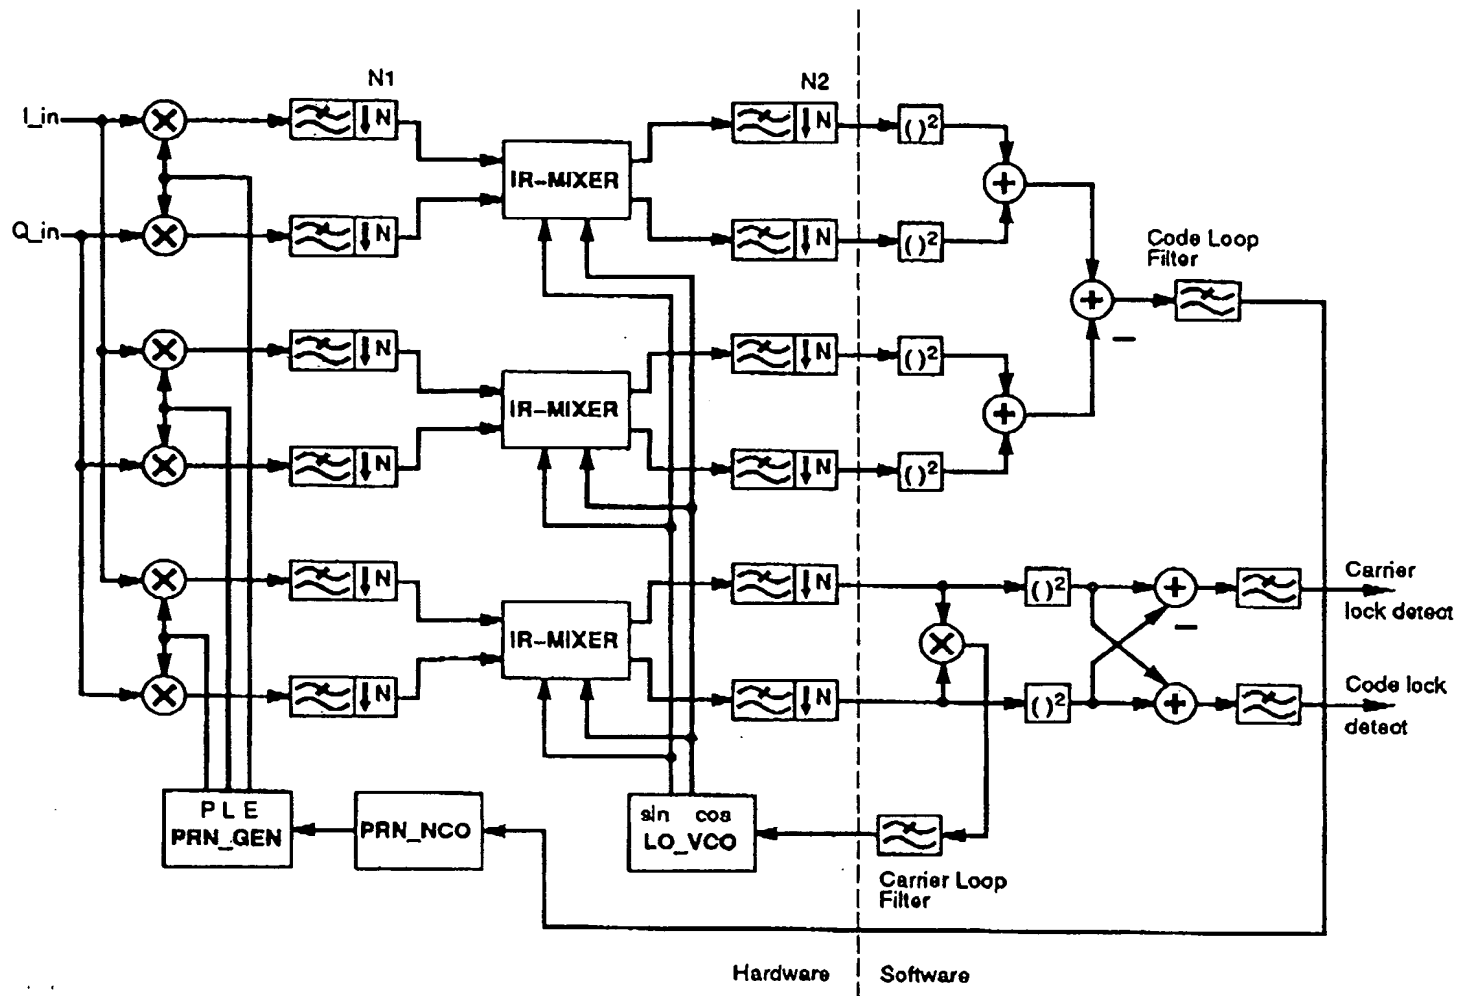 N1
N2
I_in
↓N
↓N
( )²
IR-MIXER
Q_in
↓N
↓N
( )²
Code Loop
Filter
+
+
−
↓N
↓N
( )²
IR-MIXER
+
↓N
↓N
( )²
↓N
↓N
( )²
+
Carrier
lock detect
−
IR-MIXER
↓N
↓N
( )²
+
Code lock
detect
P L E
PRN_GEN
PRN_NCO
sin cos
LO_VCO
Carrier Loop
Filter
Hardware
Software